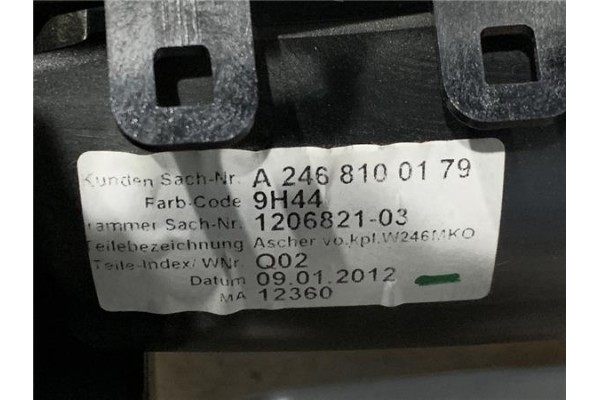 Kunden Sach-Nr. A 246 810 01 79
Farb-Code 9H44
rammer Sach-Nr. 1206821-03
Teilebezeichnung Ascher vo.kpl.W246MKO
Teile-Index/WNr. Q02
Datum 09.01.2012
MA 12360